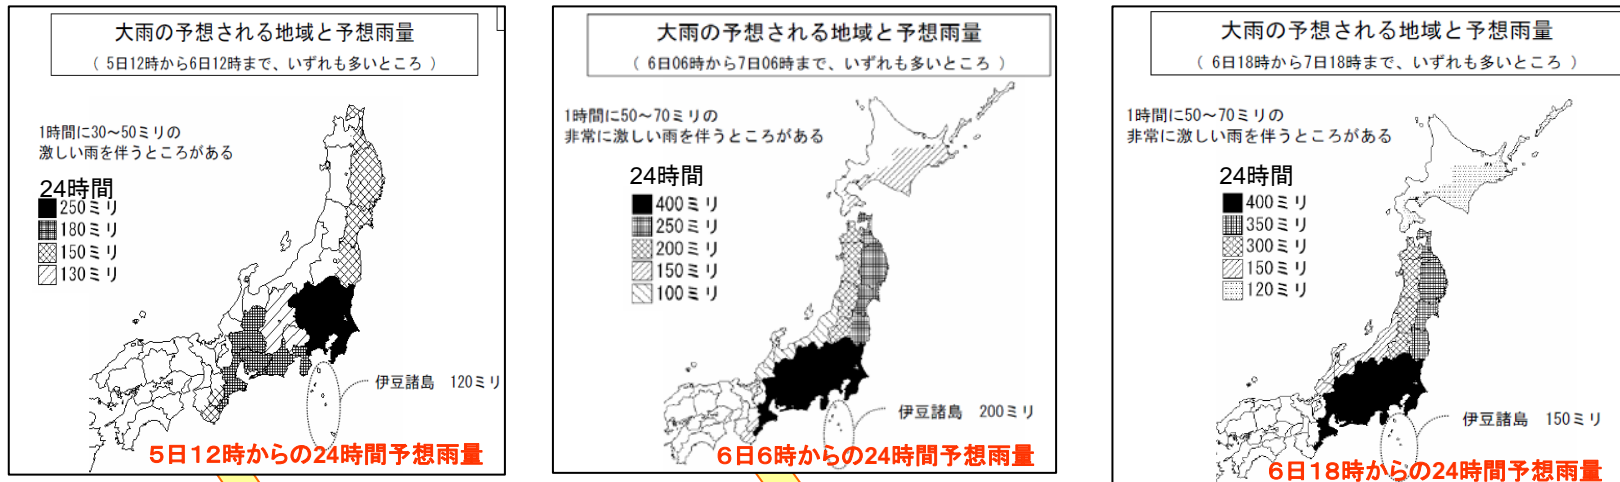 大雨の予想される地域と予想雨量
（ 5日12時から6日12時まで、いずれも多いところ ）
1時間に30～50ミリの
激しい雨を伴うところがある
24時間
250ミリ
180ミリ
150ミリ
130ミリ
伊豆諸島 120ミリ
5日12時からの24時間予想雨量
大雨の予想される地域と予想雨量
（ 6日06時から7日06時まで、いずれも多いところ ）
1時間に50～70ミリの
非常に激しい雨を伴うところがある
24時間
400ミリ
250ミリ
200ミリ
150ミリ
100ミリ
伊豆諸島 200ミリ
6日6時からの24時間予想雨量
大雨の予想される地域と予想雨量
（ 6日18時から7日18時まで、いずれも多いところ ）
1時間に50～70ミリの
非常に激しい雨を伴うところがある
24時間
400ミリ
350ミリ
300ミリ
150ミリ
120ミリ
伊豆諸島 150ミリ
6日18時からの24時間予想雨量